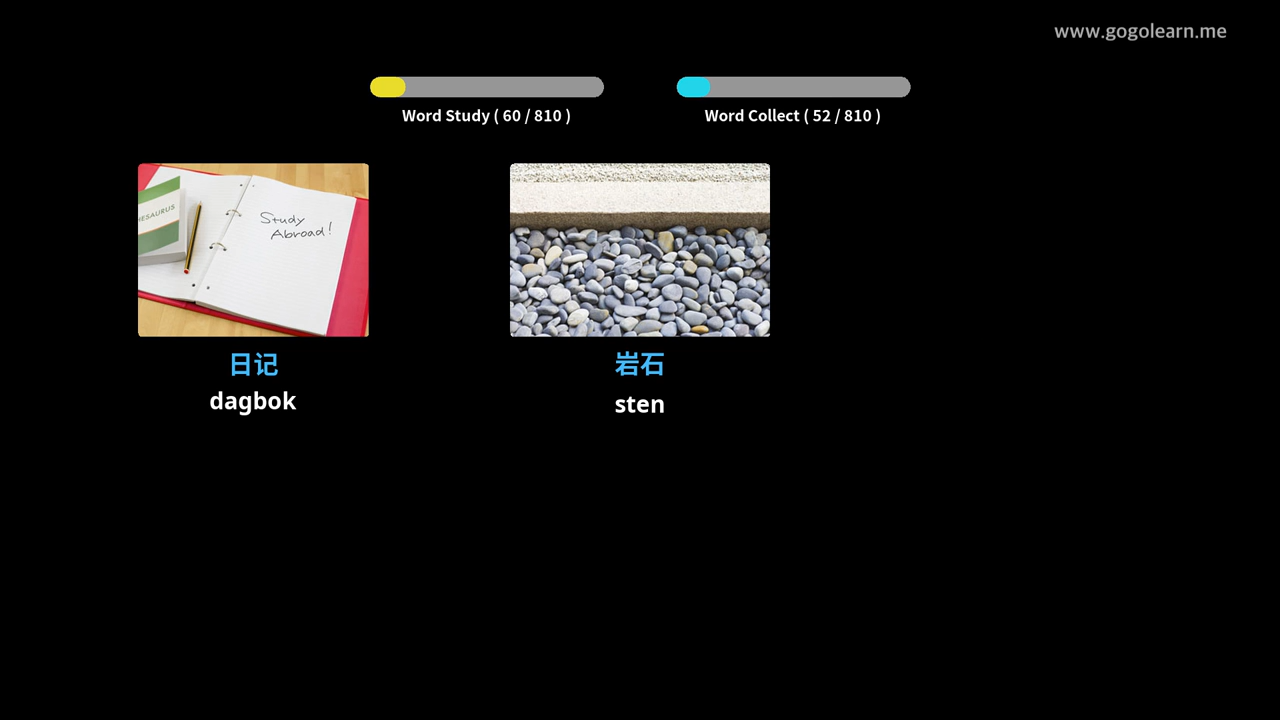 www.gogolearn.me
Word Study ( 60 / 810 )
Word Collect ( 52 / 810 )
HESAURUS
Study
Abroad!
日记
dagbok
岩石
sten